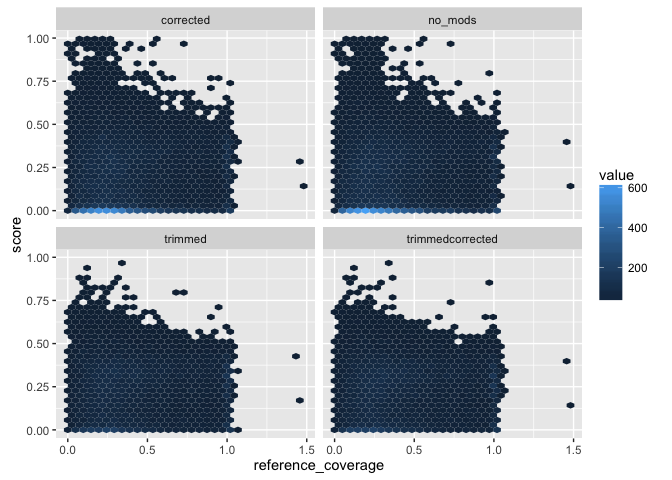 corrected
no_mods
1.00
0.75
0.50
0.25
0.00
trimmed
trimmedcorrected
1.00
0.75
0.50
0.25
0.00
0.0 0.5 1.0 1.5
0.0 0.5 1.0 1.5
reference_coverage
score
value
600
400
200